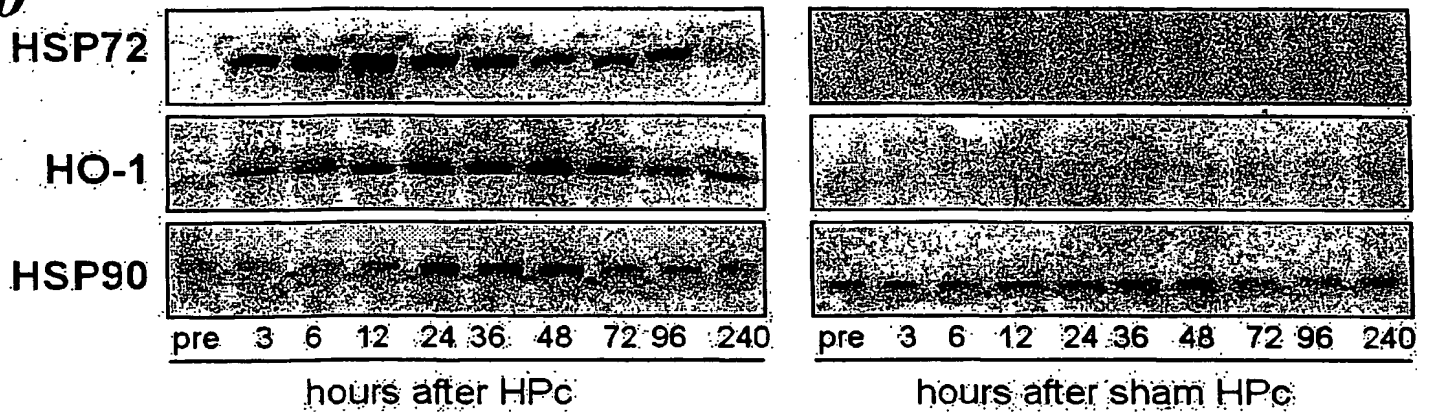 HSP72
HO-1
HSP90
pre 3 6 12 24 36 48 72 96 240
pre 3 6 12 24 36 48 72 96 240
hours after HPc
hours after sham HPc